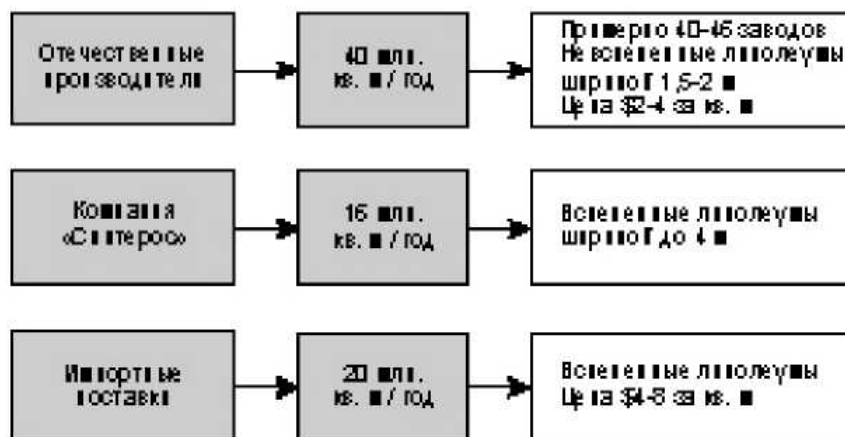 Отечественные
производители
40 млн.
кв. м / год
Примерно 40-45 заводов
Не вспененные линолеумы
шириной 1,5-2 м
Цена $2-4 за кв. м
Компания
«Синтерос»
15 млн.
кв. м / год
Вспененные линолеумы
шириной до 4 м
Импортные
поставки
20 млн.
кв. м / год
Вспененные линолеумы
Цена $4-8 за кв. м